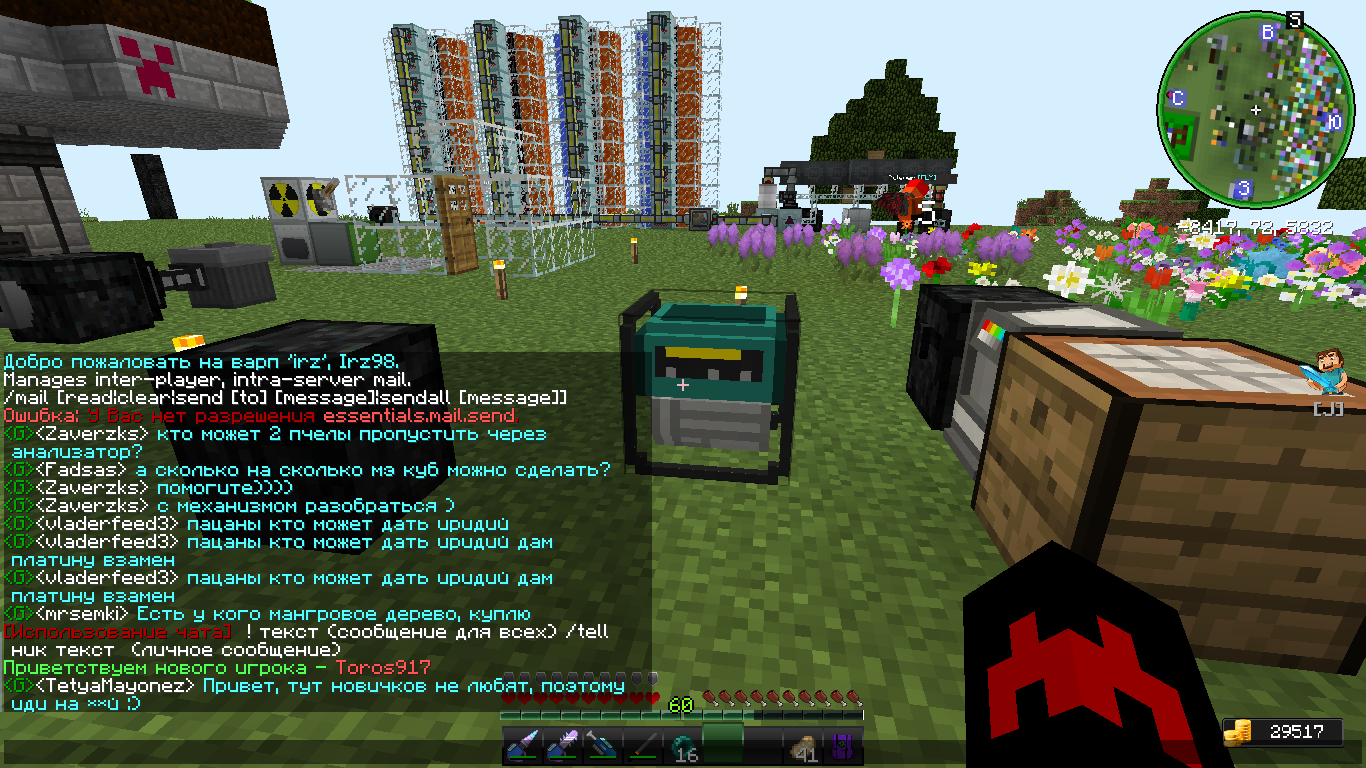 S
В
С
Ю
З
5
-8417, 72, 5832
[J]
Добро пожаловать на варп 'irz', Irz98.
Manages inter-player, intra-server mail.
/mail [read|clear|send [to] [message]|sendall [message]]
Ошибка: У Вас нет разрешения essentials.mail.send.
<G><Zaverzks> кто может 2 пчелы пропустить через
анализатор?
<G><Fadsas> а сколько на сколько мэ куб можно сделать?
<G><Zaverzks> помогите))))
<G><Zaverzks> с механизмом разобраться )
<G><vladerfeed3> пацаны кто может дать иридий
<G><vladerfeed3> пацаны кто может дать иридий дам
платину взамен
<G><vladerfeed3> пацаны кто может дать иридий дам
платину взамен
<G><mrsemki> Есть у кого мангровое дерево, куплю
[Использование чата] ! текст (сообщение для всех) /tell
ник текст (личное сообщение)
Приветствуем нового игрока - Toros917
<G><TetyaMayonez> Привет, тут новичков не любят, поэтому
иди на **й :)
60
16
41
29517